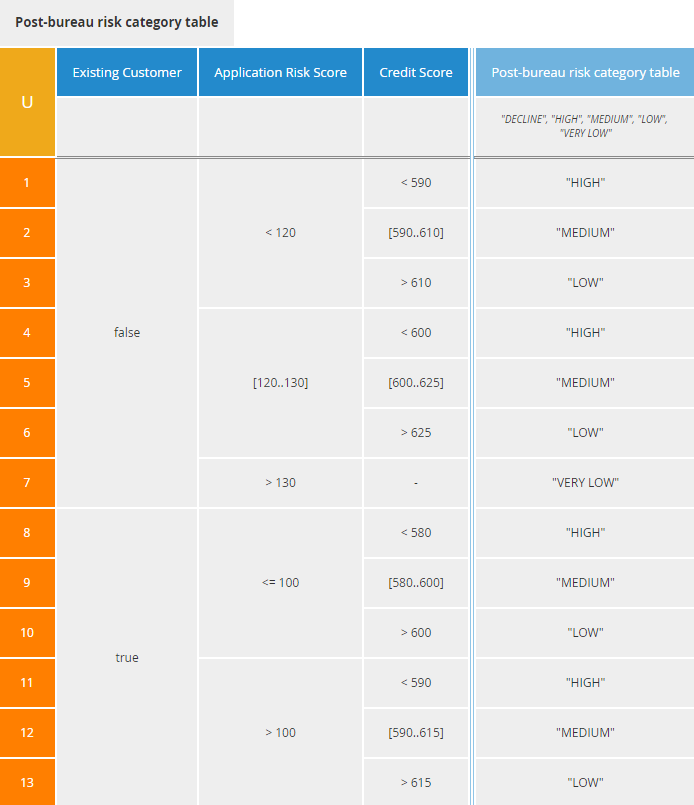 Post-bureau risk category table
U Existing Customer Application Risk Score Credit Score Post-bureau risk category table
"DECLINE", "HIGH", "MEDIUM", "LOW",
"VERY LOW"
1 false < 120 < 590 "HIGH"
2 [590..610] "MEDIUM"
3 > 610 "LOW"
4 [120..130] < 600 "HIGH"
5 [600..625] "MEDIUM"
6 > 625 "LOW"
7 > 130 - "VERY LOW"
8 true <= 100 < 580 "HIGH"
9 [580..600] "MEDIUM"
10 > 600 "LOW"
11 > 100 < 590 "HIGH"
12 [590..615] "MEDIUM"
13 > 615 "LOW"